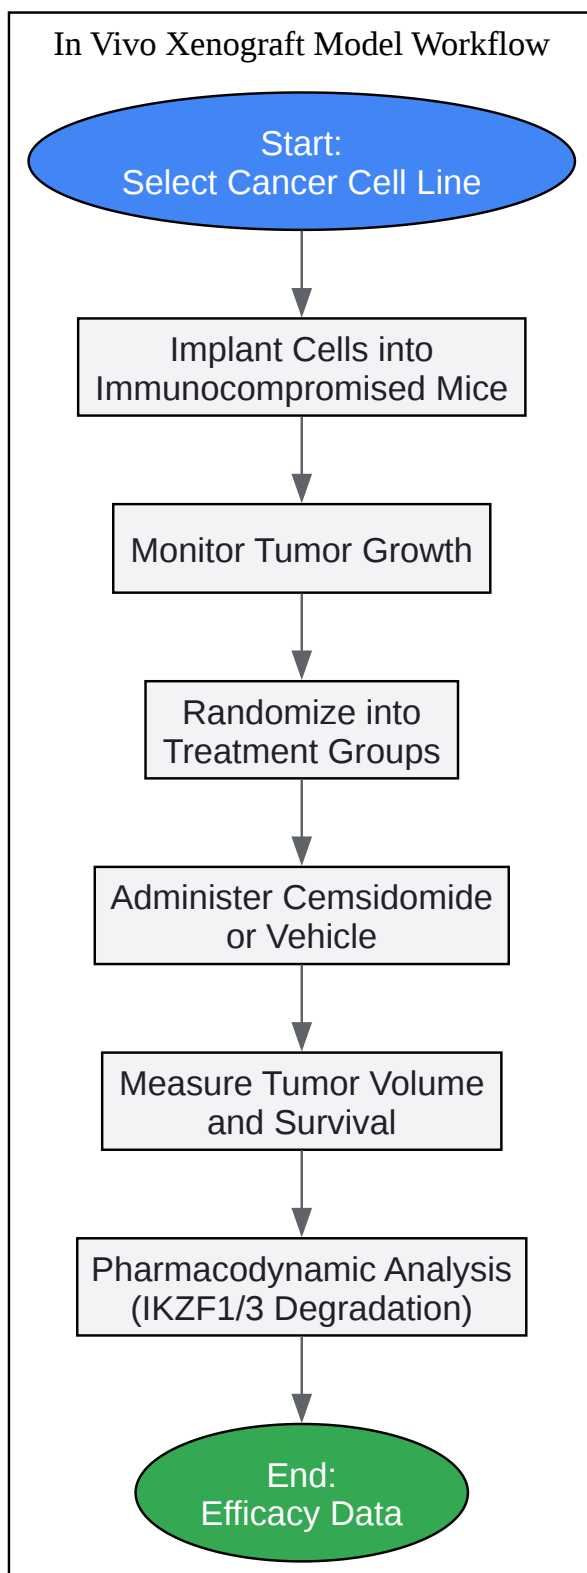 In Vivo Xenograft Model Workflow
Start:
Select Cancer Cell Line
Implant Cells into
Immunocompromised Mice
Monitor Tumor Growth
Randomize into
Treatment Groups
Administer Cemsidomide
or Vehicle
Measure Tumor Volume
and Survival
Pharmacodynamic Analysis
(IKZF1/3 Degradation)
End:
Efficacy Data